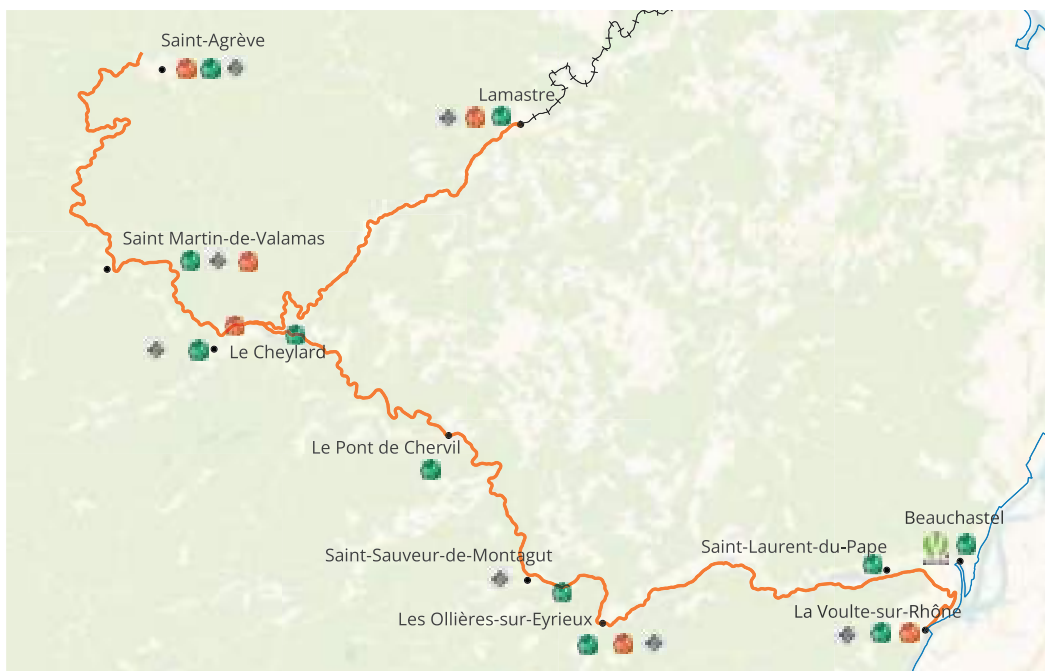 Saint-Agrève
Lamastre
Saint Martin-de-Valamas
Le Cheylard
Le Pont de Chervil
Saint-Sauveur-de-Montagut
Les Ollières-sur-Eyrieux
Saint-Laurent-du-Pape
Beauchastel
La Voulte-sur-Rhône